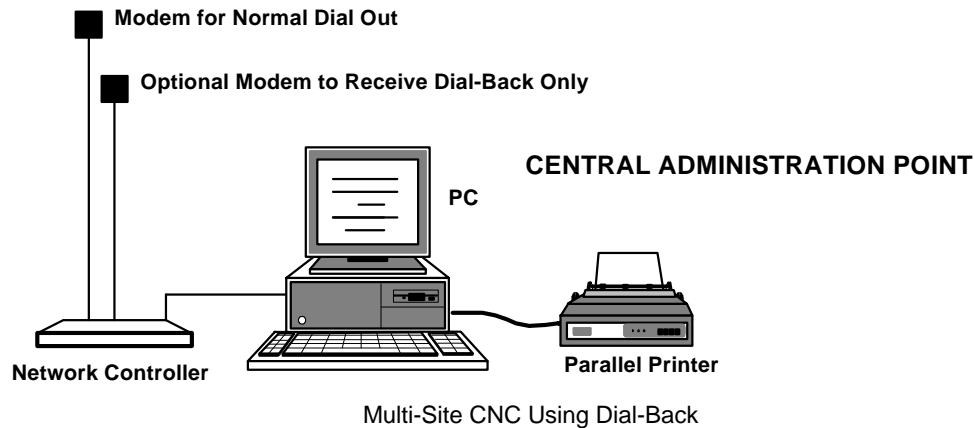 Modem for Normal Dial Out
Optional Modem to Receive Dial-Back Only
CENTRAL ADMINISTRATION POINT
PC
Parallel Printer
Network Controller
Multi-Site CNC Using Dial-Back